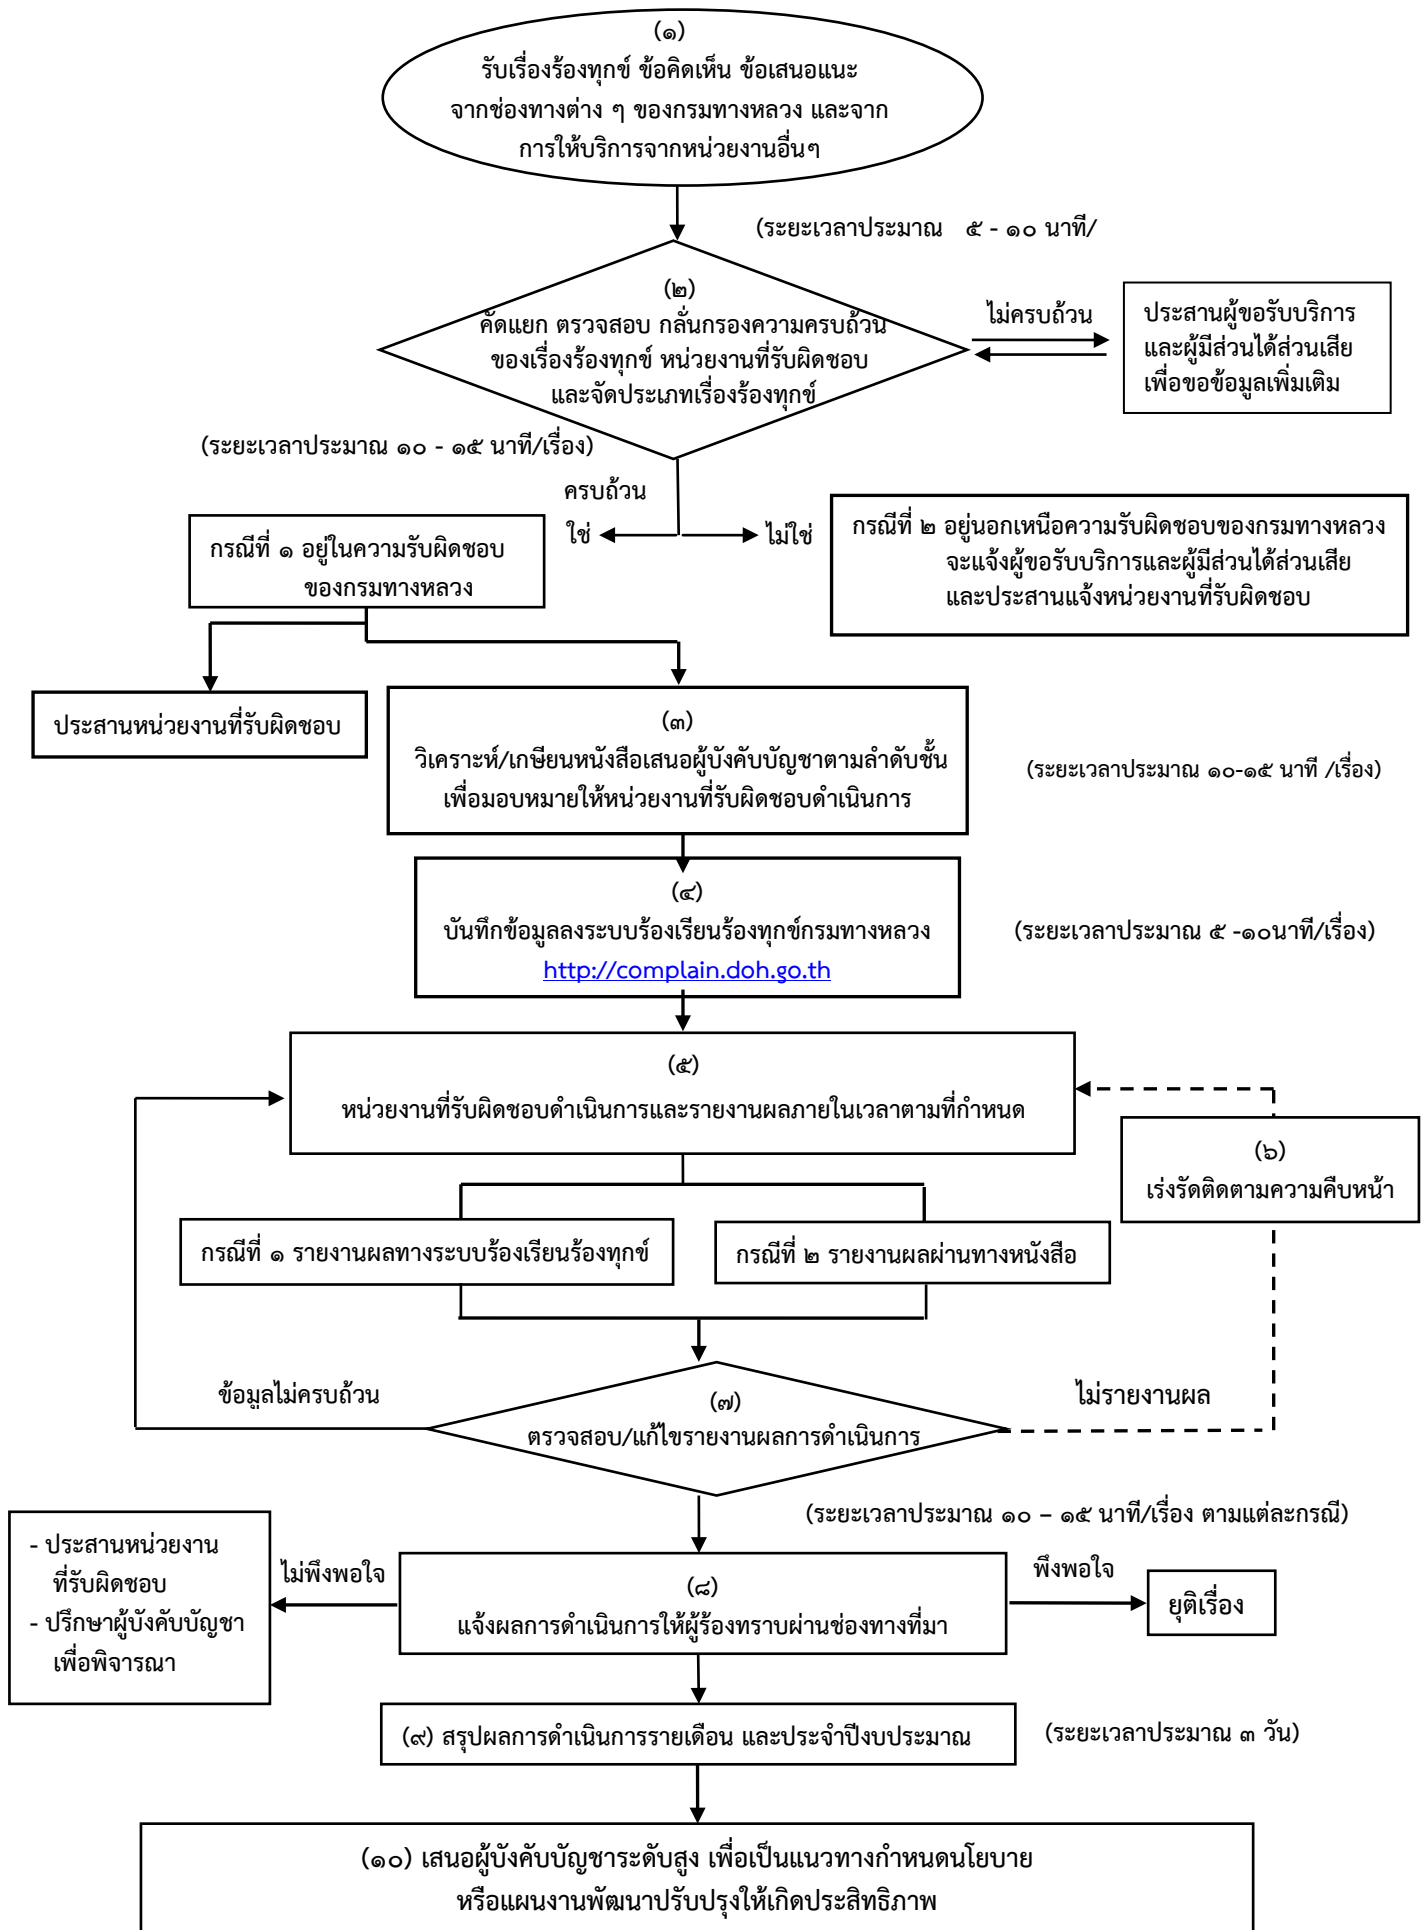 (๑)
รับเรื่องร้องทุกข์ ข้อคิดเห็น ข้อเสนอแนะ
จากช่องทางต่าง ๆ ของกรมทางหลวง และจาก
การให้บริการจากหน่วยงานอื่นๆ
(ระยะเวลาประมาณ ๕ - ๑๐ นาที/
(๒)
คัดแยก ตรวจสอบ กลั่นกรองความครบถ้วน
ของเรื่องร้องทุกข์ หน่วยงานที่รับผิดชอบ
และจัดประเภทเรื่องร้องทุกข์
ไม่ครบถ้วน
ประสานผู้ขอรับบริการ
และผู้มีส่วนได้ส่วนเสีย
เพื่อขอข้อมูลเพิ่มเติม
(ระยะเวลาประมาณ ๑๐ - ๑๕ นาที/เรื่อง)
ครบถ้วน
ใช่
ไม่ใช่
กรณีที่ ๑ อยู่ในความรับผิดชอบ
ของกรมทางหลวง
กรณีที่ ๒ อยู่นอกเหนือความรับผิดชอบของกรมทางหลวง
จะแจ้งผู้ขอรับบริการและผู้มีส่วนได้ส่วนเสีย
และประสานแจ้งหน่วยงานที่รับผิดชอบ
ประสานหน่วยงานที่รับผิดชอบ
(๓)
วิเคราะห์/เกษียนหนังสือเสนอผู้บังคับบัญชาตามลำดับชั้น
เพื่อมอบหมายให้หน่วยงานที่รับผิดชอบดำเนินการ
(ระยะเวลาประมาณ ๑๐-๑๕ นาที /เรื่อง)
(๔)
บันทึกข้อมูลลงระบบร้องเรียนร้องทุกข์กรมทางหลวง
http://complain.doh.go.th
(ระยะเวลาประมาณ ๕ -๑๐นาที/เรื่อง)
(๕)
หน่วยงานที่รับผิดชอบดำเนินการและรายงานผลภายในเวลาตามที่กำหนด
(๖)
เร่งรัดติดตามความคืบหน้า
กรณีที่ ๑ รายงานผลทางระบบร้องเรียนร้องทุกข์
กรณีที่ ๒ รายงานผลผ่านทางหนังสือ
ข้อมูลไม่ครบถ้วน
(๗)
ตรวจสอบ/แก้ไขรายงานผลการดำเนินการ
ไม่รายงานผล
(ระยะเวลาประมาณ ๑๐ – ๑๕ นาที/เรื่อง ตามแต่ละกรณี)
- ประสานหน่วยงาน
ที่รับผิดชอบ
- ปรึกษาผู้บังคับบัญชา
เพื่อพิจารณา
ไม่พึงพอใจ
(๘)
แจ้งผลการดำเนินการให้ผู้ร้องทราบผ่านช่องทางที่มา
พึงพอใจ
ยุติเรื่อง
(๙) สรุปผลการดำเนินการรายเดือน และประจำปีงบประมาณ
(ระยะเวลาประมาณ ๓ วัน)
(๑๐) เสนอผู้บังคับบัญชาระดับสูง เพื่อเป็นแนวทางกำหนดนโยบาย
หรือแผนงานพัฒนาปรับปรุงให้เกิดประสิทธิภาพ